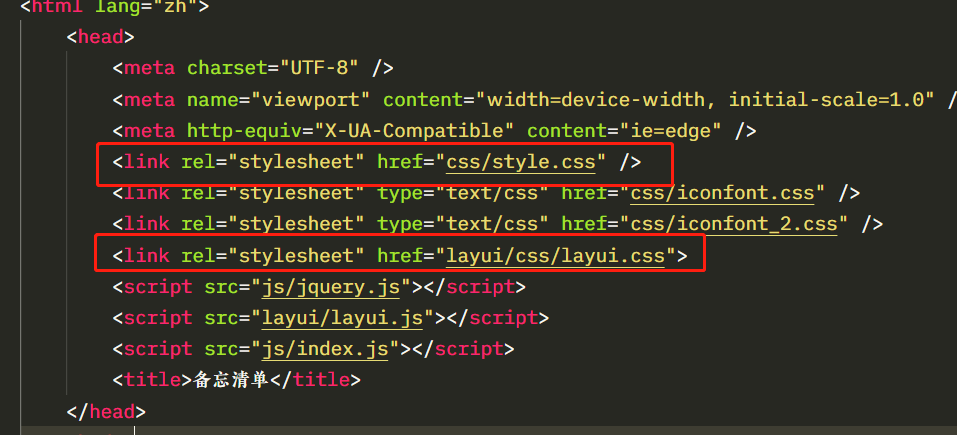 <html lang="zh">
<head>
<meta charset="UTF-8" />
<meta name="viewport" content="width=device-width, initial-scale=1.0" /
<meta http-equiv="X-UA-Compatible" content="ie=edge" />
<link rel="stylesheet" href="css/style.css" />
<link rel="stylesheet" type="text/css" href="css/iconfont.css" />
<link rel="stylesheet" type="text/css" href="css/iconfont_2.css" />
<link rel="stylesheet" href="layui/css/layui.css">
<script src="js/jquery.js"></script>
<script src="layui/layui.js"></script>
<script src="js/index.js"></script>
<title>备忘清单</title>
</head>